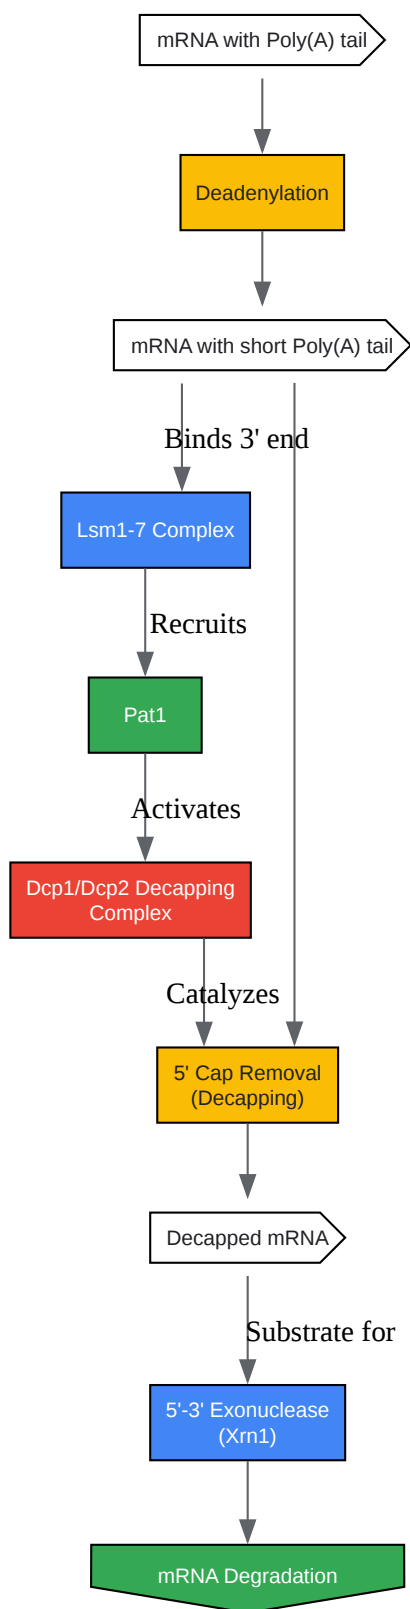 mRNA with Poly(A) tail
Deadenylation
mRNA with short Poly(A) tail
Binds 3' end
Lsm1-7 Complex
Recruits
Pat1
Activates
Dcp1/Dcp2 Decapping
Complex
Catalyzes
5' Cap Removal
(Decapping)
Decapped mRNA
Substrate for
5'-3' Exonuclease
(Xrn1)
mRNA Degradation